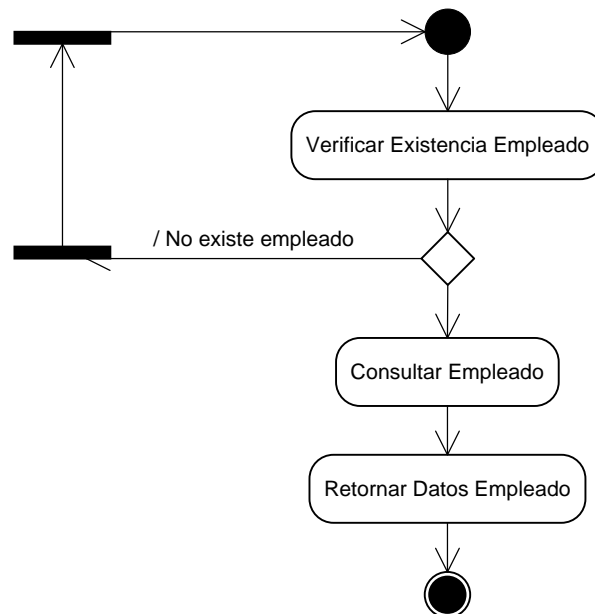 Verificar Existencia Empleado
/ No existe empleado
Consultar Empleado
Retornar Datos Empleado